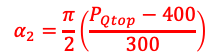 α₂ = π/2 (P_Qtop − 400 / 300)